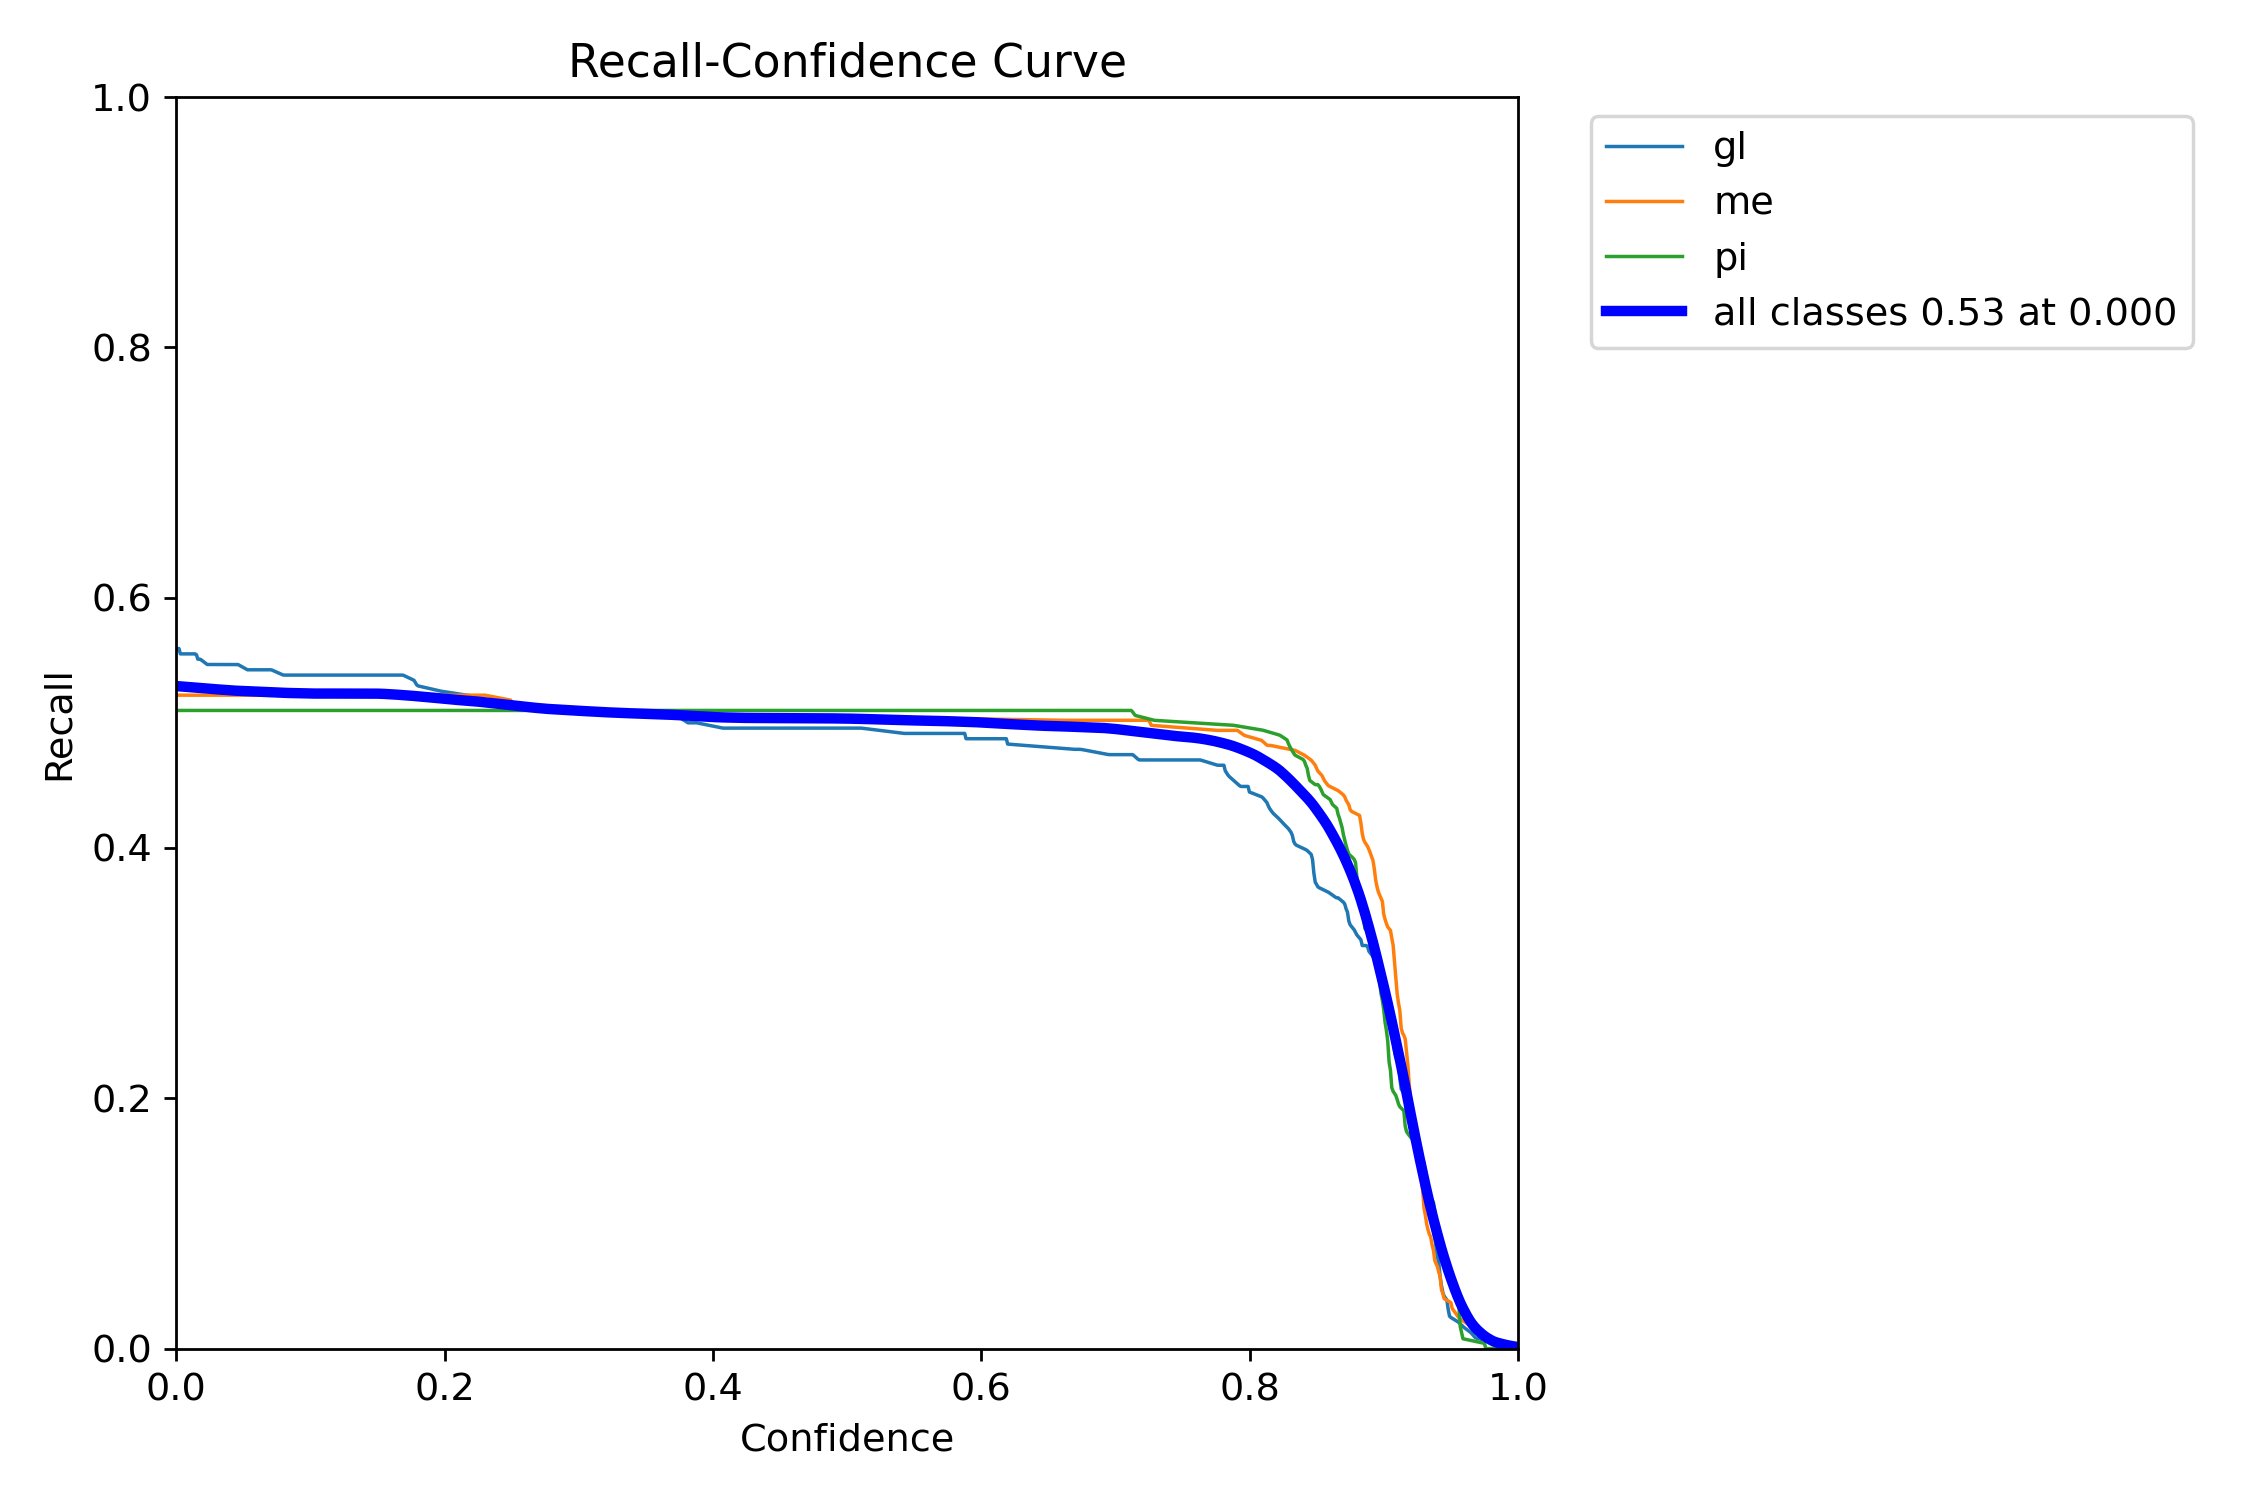 Recall-Confidence Curve
1.0
0.8
0.6
0.4
0.2
0.0
Recall
0.0 0.2 0.4 0.6 0.8 1.0
Confidence
gl
me
pi
all classes 0.53 at 0.000